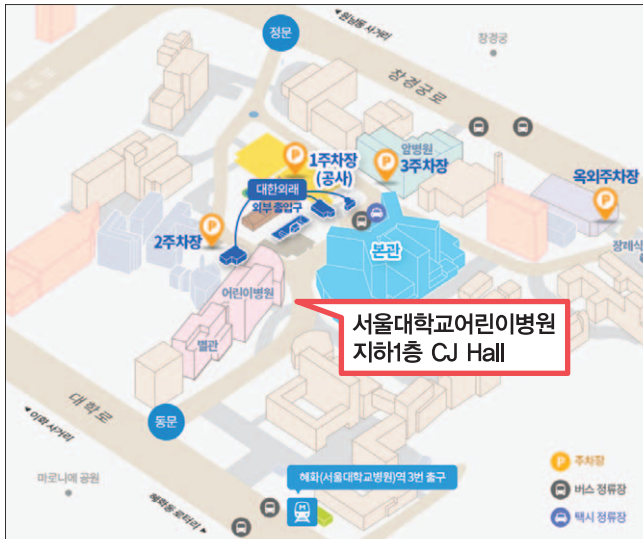 ◀원남동 사거리
창경궁
정문
창경궁로
암병원
1주차장
(공사)
3주차장
옥외주차장
대한외래
외부 출입구
2주차장
본관
장례식
어린이병원
서울대학교어린이병원
지하1층 CJ Hall
별관
대학로
동문
◀이화 사거리
마로니에 공원
혜화동 로터리▶
혜화(서울대학교병원)역 3번 출구
P 주차장
버스 정류장
택시 정류장